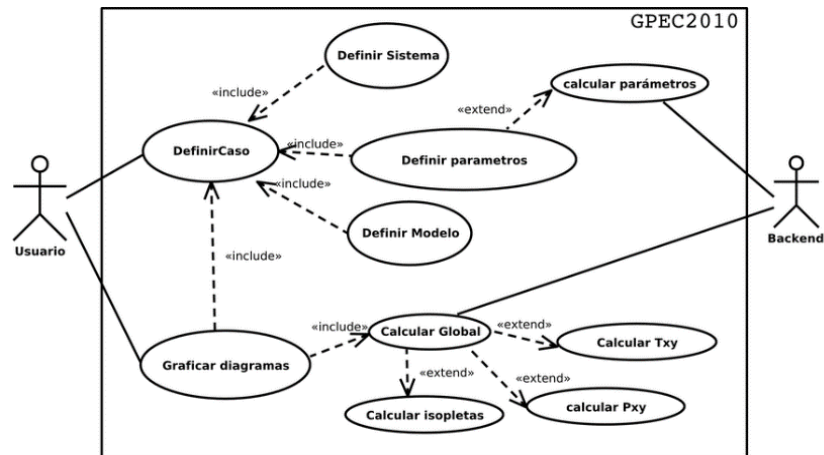 GPEC2010
Definir Sistema
«include»
calcular parámetros
«extend»
DefinirCaso
«include»
Definir parametros
«include»
Definir Modelo
Usuario
Backend
«include»
«include»
Calcular Global
«extend»
Calcular Txy
Graficar diagramas
«extend»
«extend»
Calcular isopletas
calcular Pxy